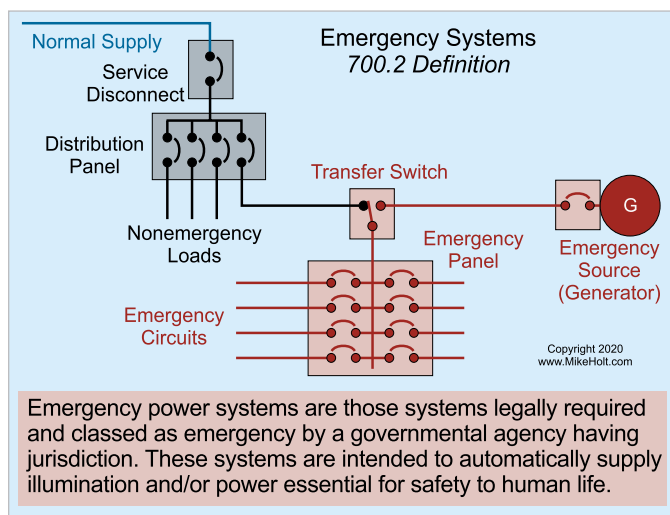 Normal Supply
Emergency Systems
700.2 Definition
Service
Disconnect
Distribution
Panel
Transfer Switch
G
Nonemergency
Loads
Emergency
Panel
Emergency
Source
(Generator)
Emergency
Circuits
Copyright 2020
www.MikeHolt.com
Emergency power systems are those systems legally required
and classed as emergency by a governmental agency having
jurisdiction. These systems are intended to automatically supply
illumination and/or power essential for safety to human life.